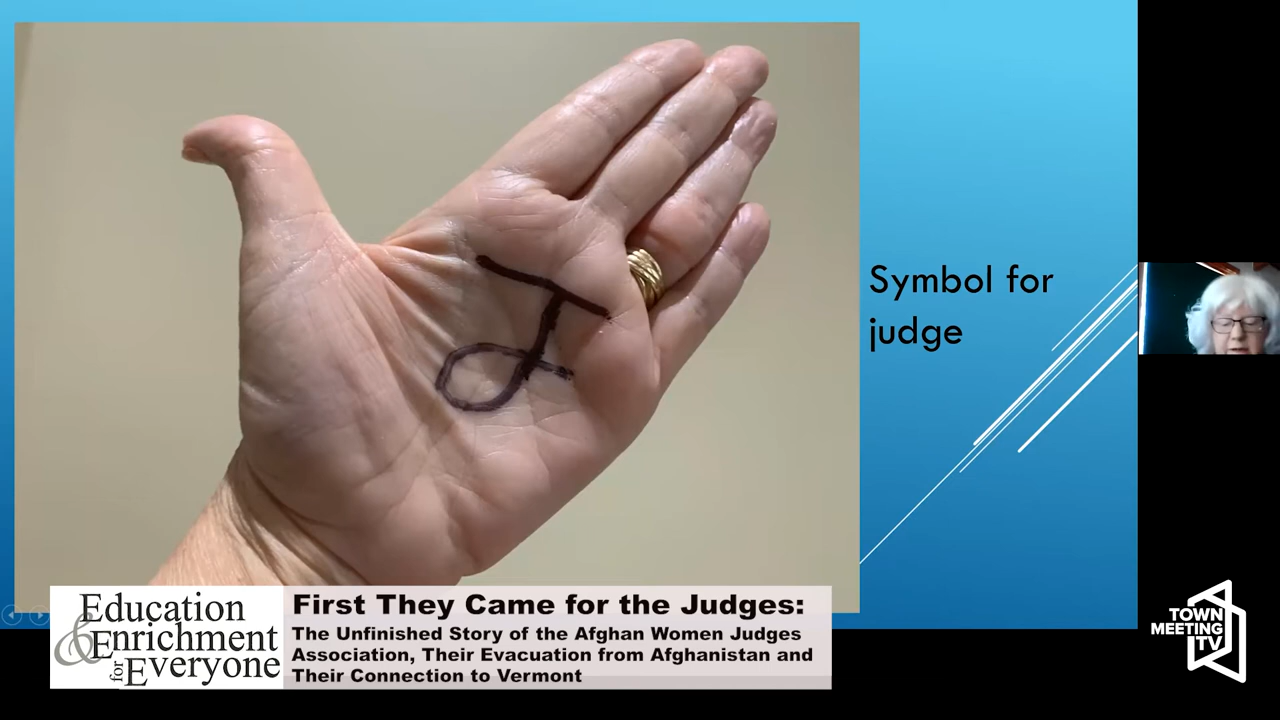 J
Symbol for
judge
Education
& Enrichment
for Everyone
First They Came for the Judges:
The Unfinished Story of the Afghan Women Judges
Association, Their Evacuation from Afghanistan and
Their Connection to Vermont
TOWN
MEETING
TV